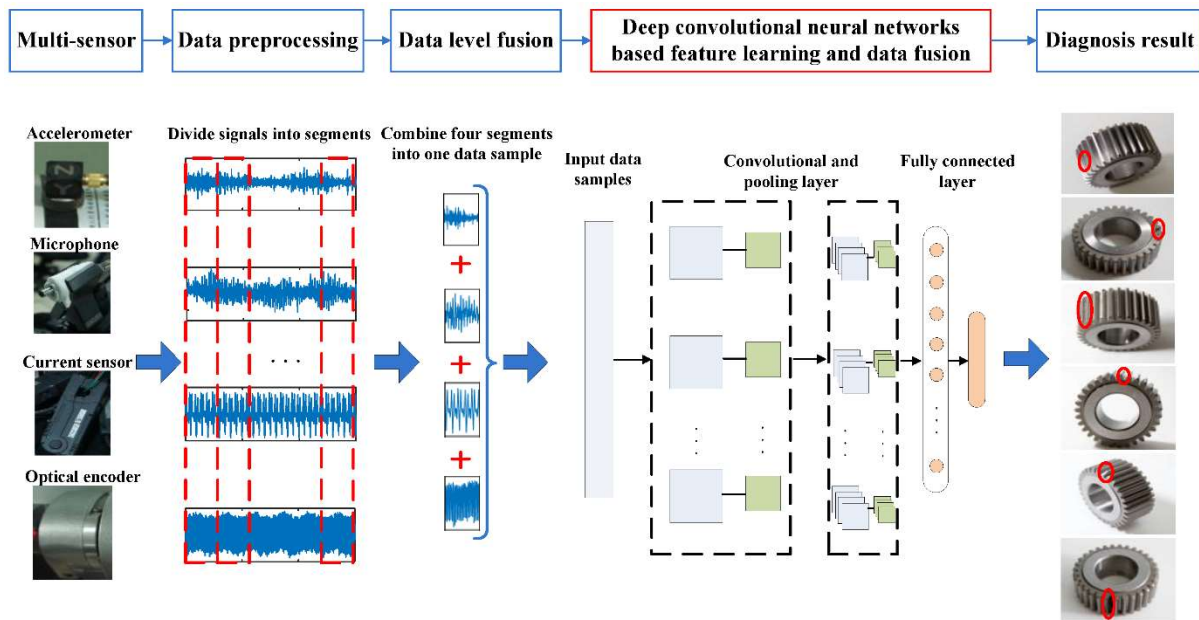 Multi-sensor
Data preprocessing
Data level fusion
Deep convolutional neural networks
based feature learning and data fusion
Diagnosis result
Accelerometer
Microphone
Current sensor
Optical encoder
Divide signals into segments
. . .
Combine four segments
into one data sample
+
+
+
Input data
samples
Convolutional and
pooling layer
Fully connected
layer
Y Z